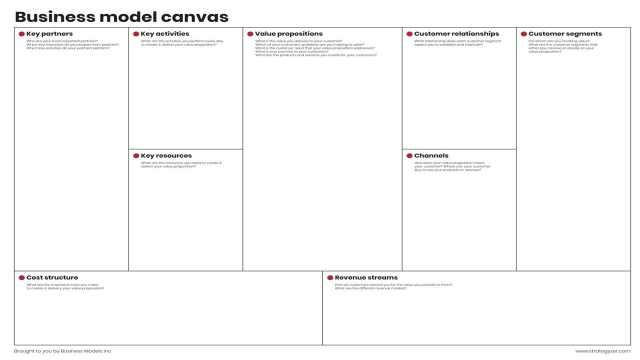 Business model canvas
Key partners
Who are your most important partners?
Which key resources do you acquire from partners?
Which key activities do your partners perform?
Key activities
What are the activities you perform every day
to create & deliver your value proposition?
Value propositions
What is the value you deliver to your customer?
Which of your customer's problems are you helping to solve?
What is the customer need that your value proposition addresses?
What is your promise to your customers?
What are the products and services you create for your customers?
Customer relationships
What relationship does each customer segment
expect you to establish and maintain?
Customer segments
For whom are you creating value?
What are the customer segments that
either pay, receive or decide on your
value proposition?
Key resources
What are the resources you need to create &
deliver your value proposition?
Channels
How does your value proposition reach
your customer? Where can your customer
buy or use your products or services?
Cost structure
What are the important costs you make
to create & delivery your value proposition?
Revenue streams
How do customers reward you for the value you provide to them?
What are the different revenue models?
Brought to you by Business Models Inc
www.strategyzer.com